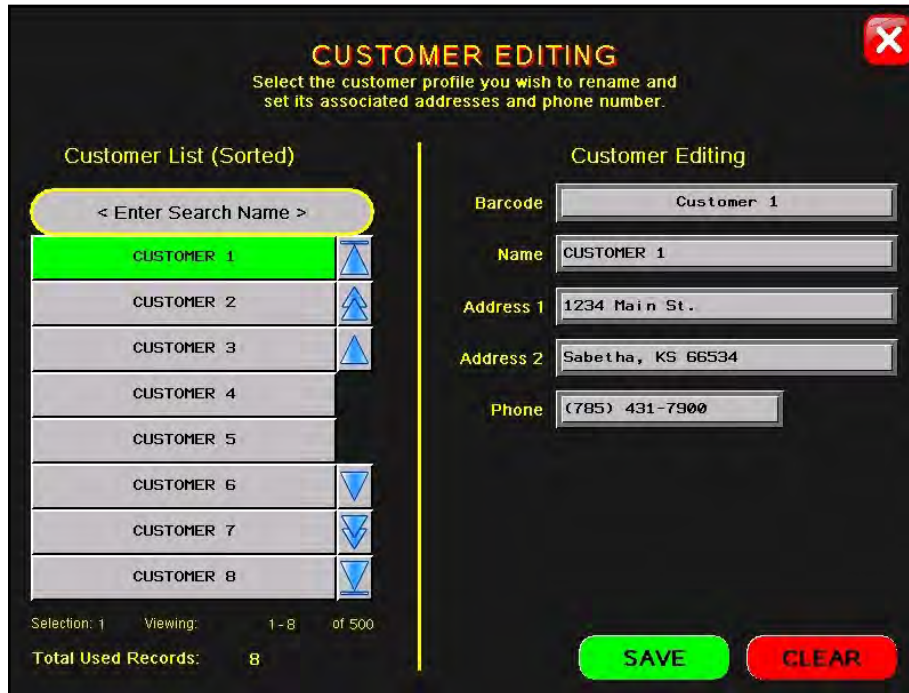 CUSTOMER EDITING
Select the customer profile you wish to rename and
set its associated addresses and phone number.
Customer List (Sorted)
< Enter Search Name >
CUSTOMER 1
CUSTOMER 2
CUSTOMER 3
CUSTOMER 4
CUSTOMER 5
CUSTOMER 6
CUSTOMER 7
CUSTOMER 8
Selection: 1 Viewing: 1-8 of 500
Total Used Records: 8
Customer Editing
Barcode Customer 1
Name CUSTOMER 1
Address 1 1234 Main St.
Address 2 Sabetha, KS 66534
Phone (785) 431-7900
SAVE CLEAR